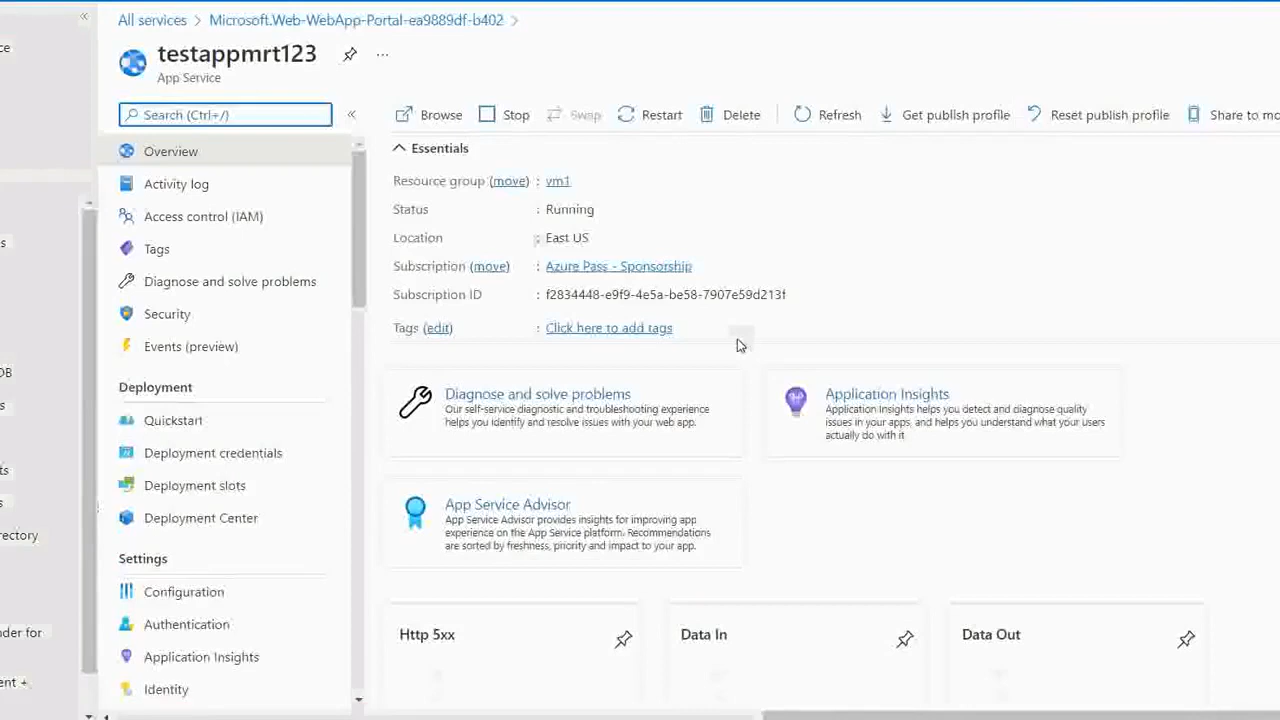 All services > Microsoft.Web-WebApp-Portal-ea9889df-b402 >
testappmrt123
App Service
Search (Ctrl+/)
Browse
Stop
Swap
Restart
Delete
Refresh
Get publish profile
Reset publish profile
Share to
Overview
Activity log
Access control (IAM)
Tags
Diagnose and solve problems
Security
Events (preview)
Deployment
Quickstart
Deployment credentials
Deployment slots
Deployment Center
Settings
Configuration
Authentication
Application Insights
Identity
Essentials
Resource group (move) : vm1
Status : Running
Location : East US
Subscription (move) : Azure Pass - Sponsorship
Subscription ID : f2834448-e9f9-4e5a-be58-7907e59d213f
Tags (edit) : Click here to add tags
Diagnose and solve problems
Our self-service diagnostic and troubleshooting experience
helps you identify and resolve issues with your web app.
Application Insights
Application Insights helps you detect and diagnose quality
issues in your apps, and helps you understand what your users
actually do with it
App Service Advisor
App Service Advisor provides insights for improving app
experience on the App Service platform. Recommendations
are sorted by freshness, priority and impact to your app.
Http 5xx
Data In
Data Out